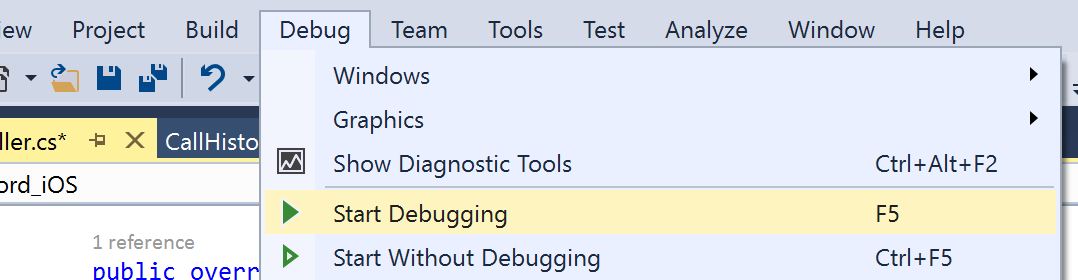 iew Project Build Debug Team Tools Test Analyze Window Help
Windows
Graphics
ller.cs* CallHisto
Show Diagnostic Tools Ctrl+Alt+F2
ord_iOS
Start Debugging F5
1 reference
Start Without Debugging Ctrl+F5
public overr